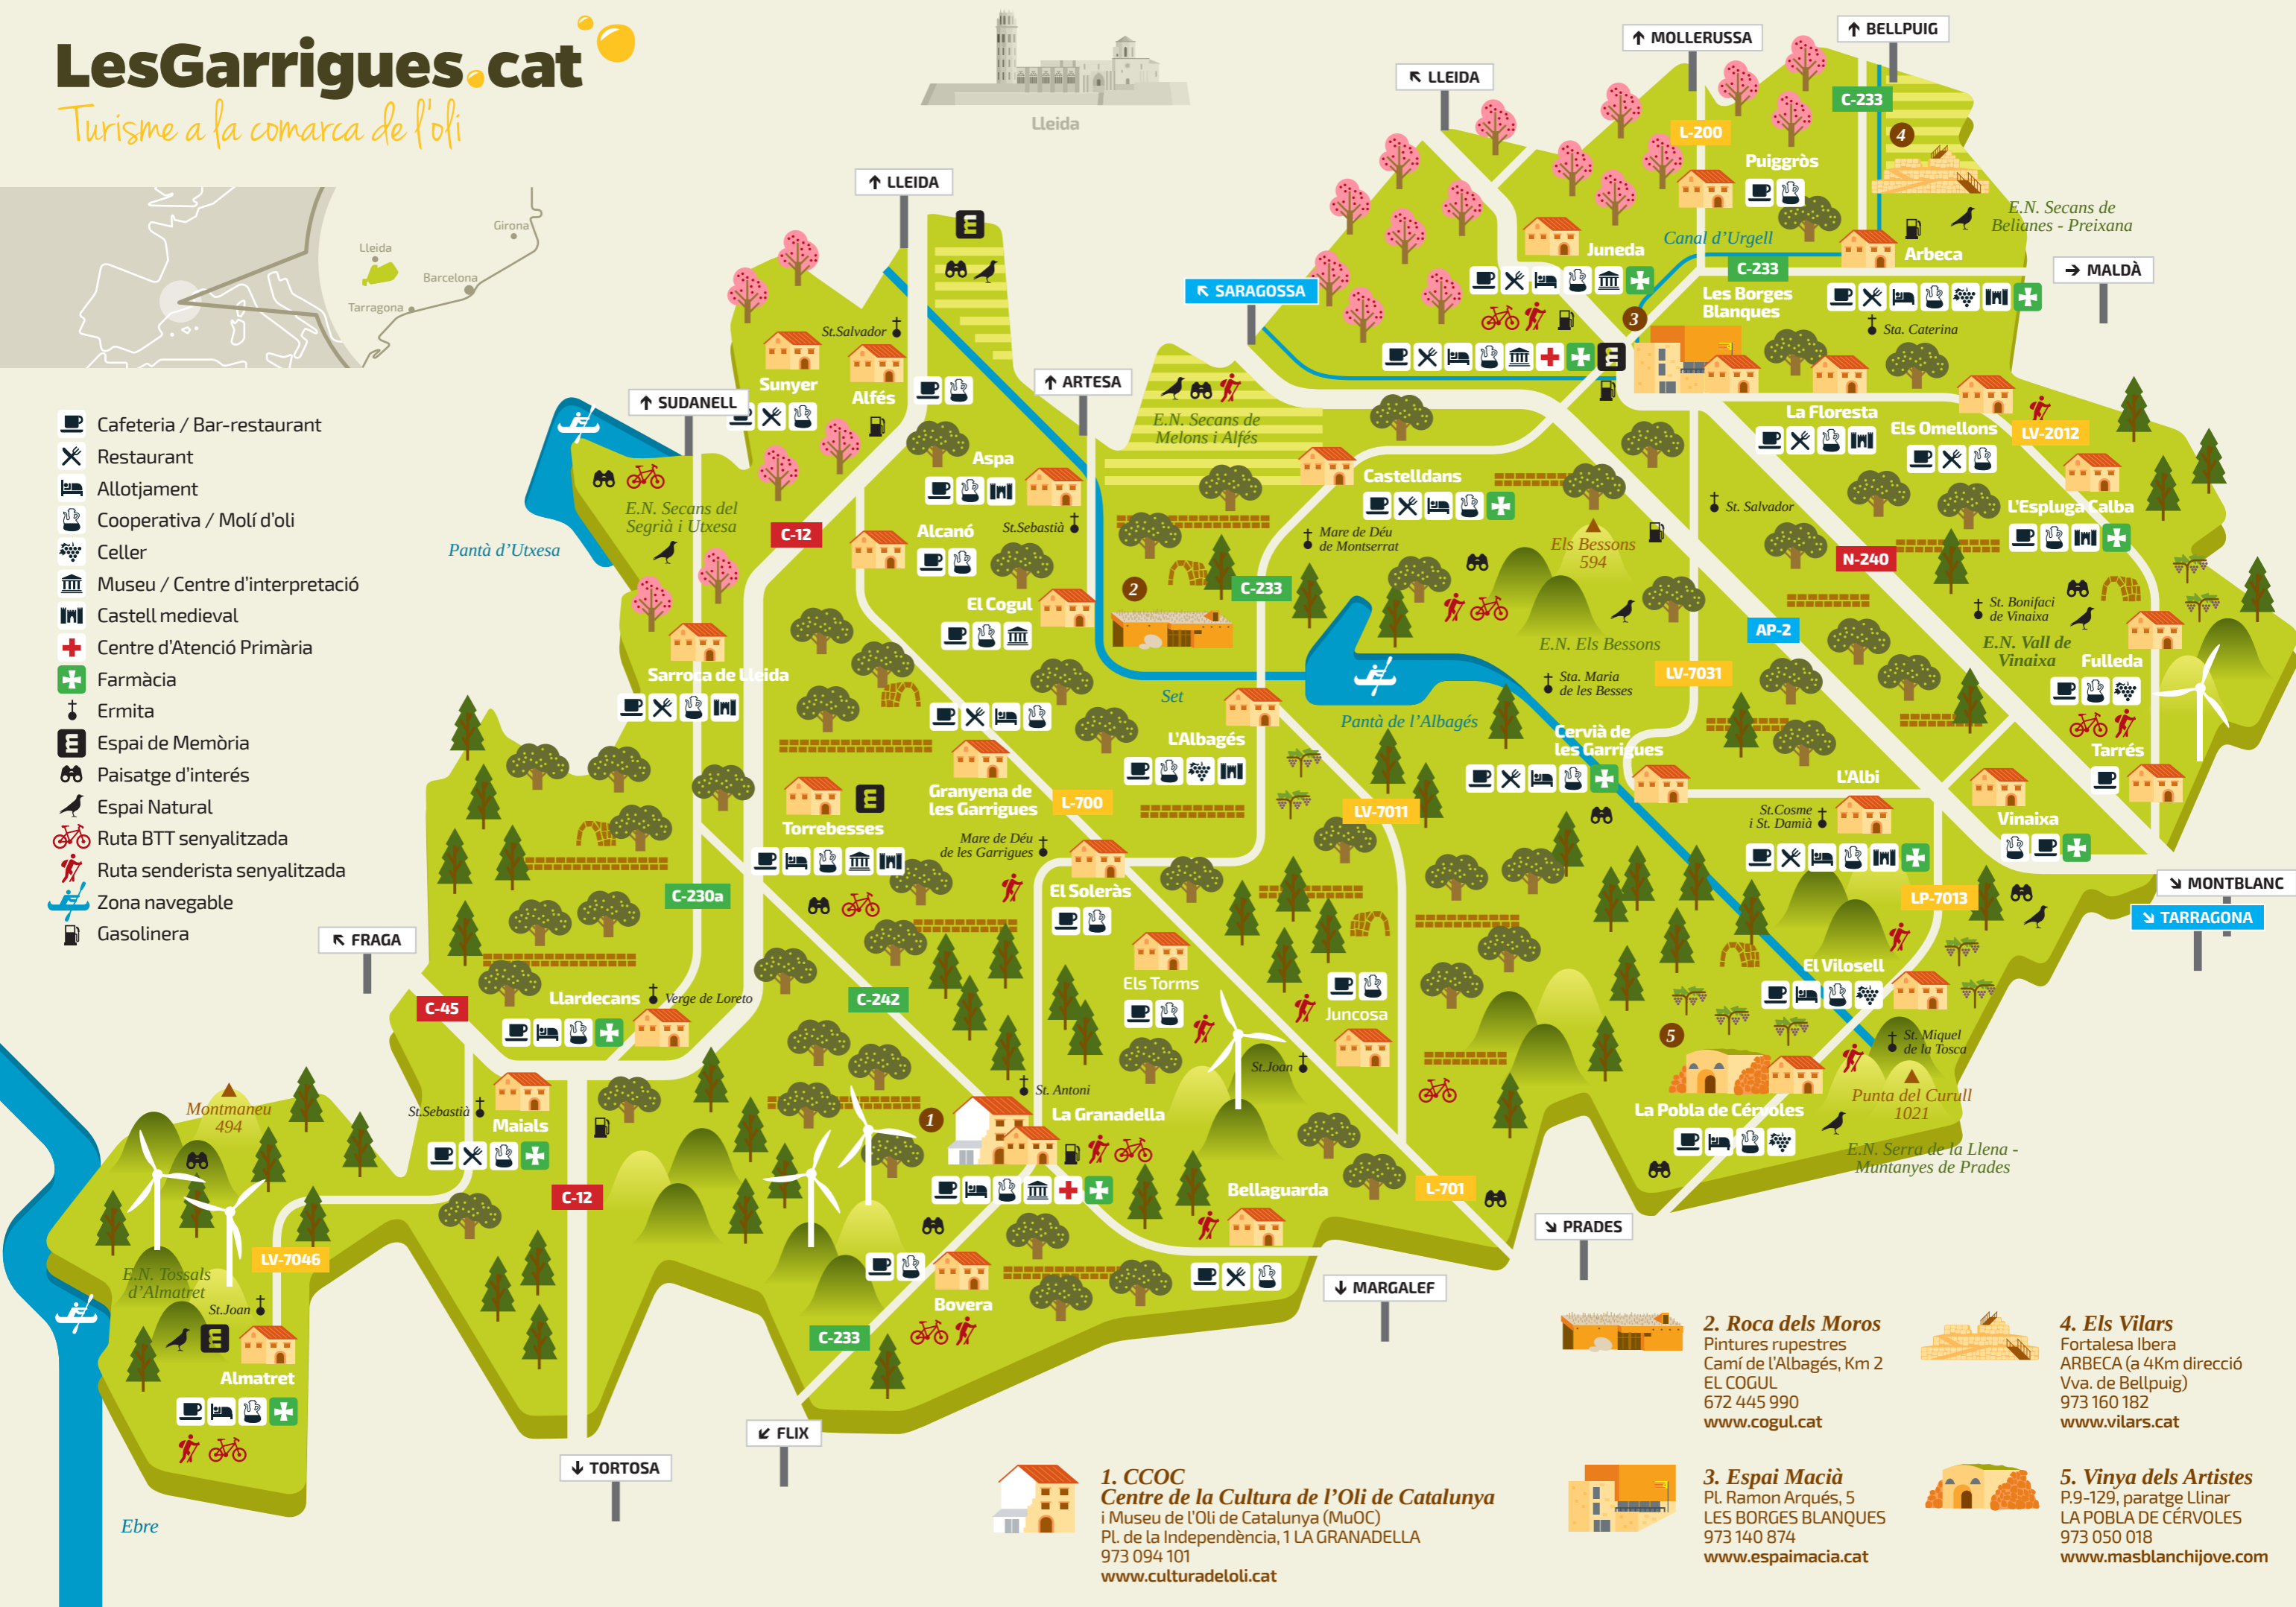 LesGarrigues.cat
Turisme a la comarca de l'oli
Lleida
Girona
Lleida
Barcelona
Tarragona
Cafeteria / Bar-restaurant
Restaurant
Allotjament
Cooperativa / Molí d'oli
Celler
Museu / Centre d'interpretació
Castell medieval
Centre d'Atenció Primària
Farmàcia
Ermita
Espai de Memòria
Paisatge d'interés
Espai Natural
Ruta BTT senyalitzada
Ruta senderista senyalitzada
Zona navegable
Gasolinera
↑ MOLLERUSSA
↑ BELLPUIG
↖ LLEIDA
C-233
L-200
4
Puiggròs
↑ LLEIDA
E.N. Secans de
Belianes - Preixana
Canal d'Urgell
Juneda
Arbeca
C-233
→ MALDÀ
↖ SARAGOSSA
Les Borges
Blanques
3
Sta. Caterina
St.Salvador
Sunyer
Alfés
↑ ARTESA
↑ SUDANELL
E.N. Secans de
Melons i Alfés
La Floresta
Els Omellons
LV-2012
Aspa
Castelldans
E.N. Secans del
Segrià i Utxesa
St. Salvador
L'Espluga Calba
C-12
Alcanó
St.Sebastià
Mare de Déu
de Montserrat
Els Bessons
594
Pantà d'Utxesa
N-240
2
C-233
El Cogul
St. Bonifaci
de Vinaixa
AP-2
E.N. Els Bessons
E.N. Vall de
Vinaixa
Fulleda
Sarroca de Lleida
LV-7031
Sta. Maria
de les Besses
Set
Pantà de l'Albagés
L'Albagés
Cervià de
les Garrigues
Tarrés
L'Albi
Granyena de
les Garrigues
L-700
LV-7011
St.Cosme
i St. Damià
Vinaixa
Torrebesses
Mare de Déu
de les Garrigues
El Soleràs
C-230a
↘ MONTBLANC
LP-7013
↘ TARRAGONA
↖ FRAGA
El Vilosell
Els Torms
Llardecans
Verge de Loreto
C-242
C-45
Juncosa
5
St. Miquel
de la Tosca
St.Joan
St. Antoni
Montmaneu
494
St.Sebastià
Maials
1
La Granadella
La Pobla de Cérvoles
Punta del Curull
1021
E.N. Serra de la Llena -
Muntanyes de Prades
C-12
Bellaguarda
L-701
↘ PRADES
LV-7046
E.N. Tossals
d'Almatret
St.Joan
Bovera
↓ MARGALEF
C-233
Almatret
↙ FLIX
↓ TORTOSA
Ebre
1. CCOC
Centre de la Cultura de l'Oli de Catalunya
i Museu de l'Oli de Catalunya (MuOC)
Pl. de la Independència, 1 LA GRANADELLA
973 094 101
www.culturadeloli.cat
2. Roca dels Moros
Pintures rupestres
Camí de l'Albagés, Km 2
EL COGUL
672 445 990
www.cogul.cat
3. Espai Macià
Pl. Ramon Arqués, 5
LES BORGES BLANQUES
973 140 874
www.espaimacia.cat
4. Els Vilars
Fortalesa Ibera
ARBECA (a 4Km direcció
Vva. de Bellpuig)
973 160 182
www.vilars.cat
5. Vinya dels Artistes
P.9-129, paratge Llinar
LA POBLA DE CÉRVOLES
973 050 018
www.masblanchijove.com